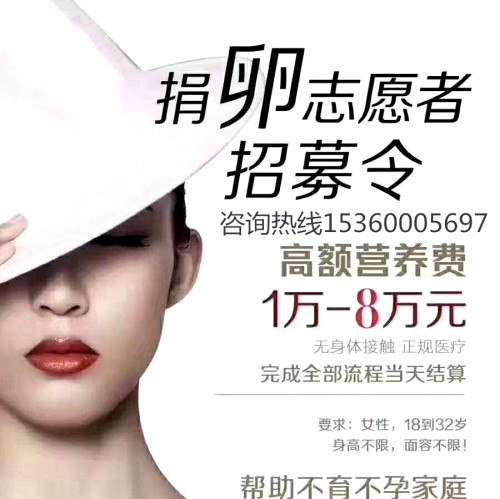 捐卵志愿者
招募令
咨询热线15360005697
高额营养费
1万-8万元
无身体接触 正规医疗
完成全部流程当天结算
要求：女性，18到32岁
身高不限，面容不限！
帮助不育不孕家庭